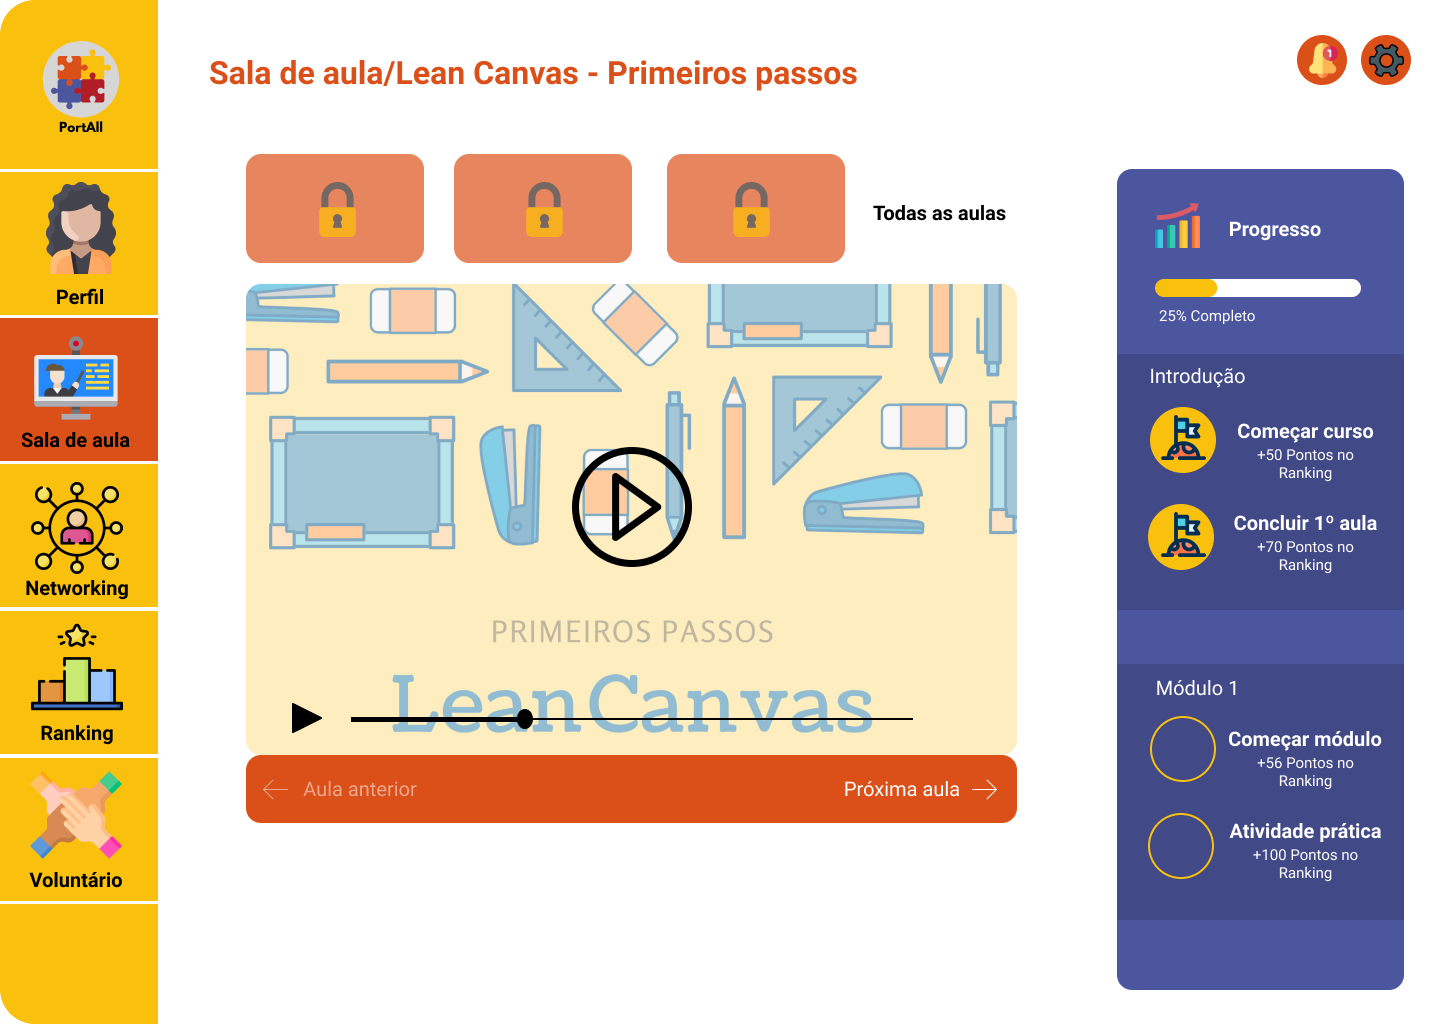 PortAll
Perfil
Sala de aula
Networking
Ranking
Voluntário
Sala de aula/Lean Canvas - Primeiros passos
1
Todas as aulas
PRIMEIROS PASSOS
Lean Canvas
Aula anterior
Próxima aula
Progresso
25% Completo
Introdução
Começar curso
+50 Pontos no
Ranking
Concluir 1º aula
+70 Pontos no
Ranking
Módulo 1
Começar módulo
+56 Pontos no
Ranking
Atividade prática
+100 Pontos no
Ranking